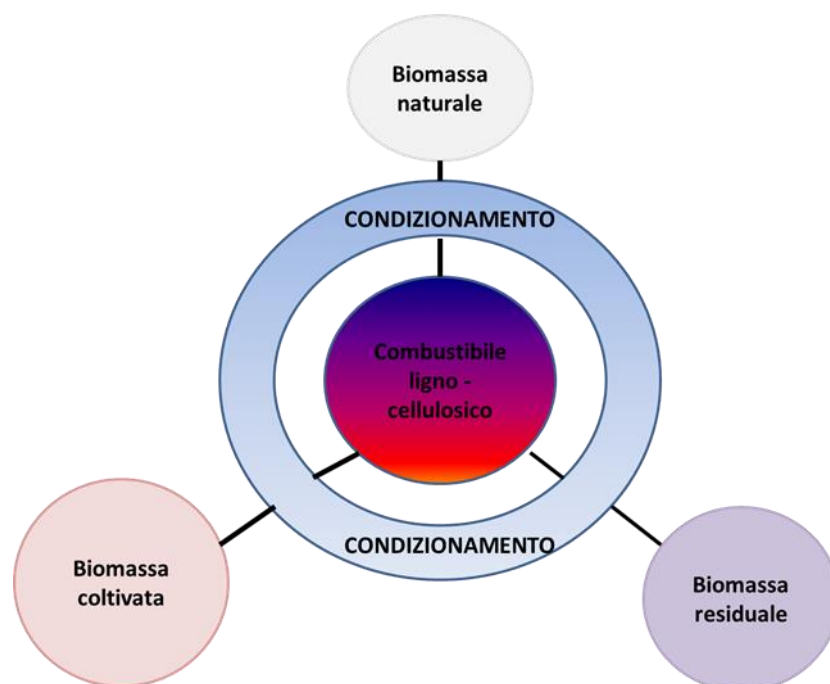 Biomassa
naturale
CONDIZIONAMENTO
Combustibile
ligno -
cellulosico
CONDIZIONAMENTO
Biomassa
coltivata
Biomassa
residuale